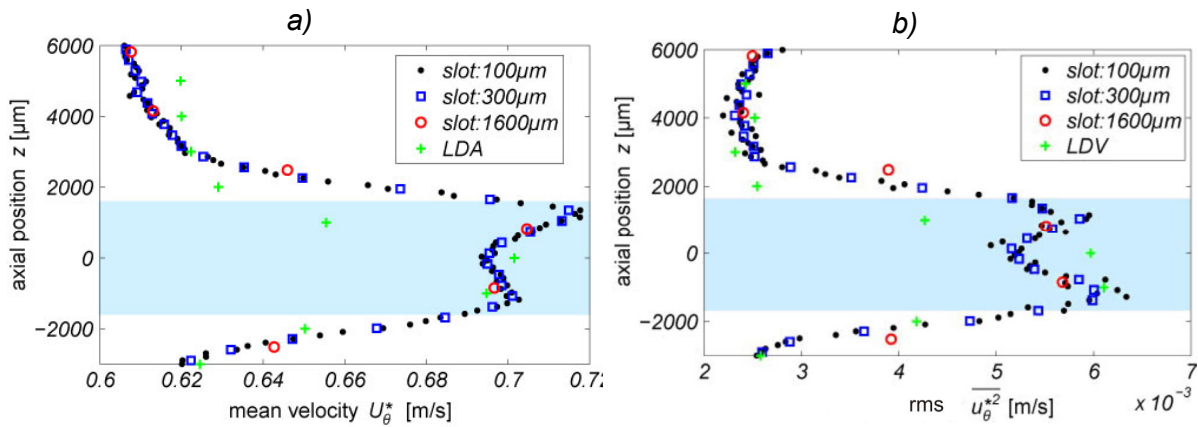 a)
6000
4000
2000
0
−2000
axial position z [µm]
slot:100µm
slot:300µm
slot:1600µm
LDA
0.6
0.62
0.64
0.66
0.68
0.7
0.72
mean velocity U*θ [m/s]
b)
6000
4000
2000
0
−2000
axial position z [µm]
slot:100µm
slot:300µm
slot:1600µm
LDV
2
3
4
5
6
7
x 10⁻³
rms u*²θ [m/s]